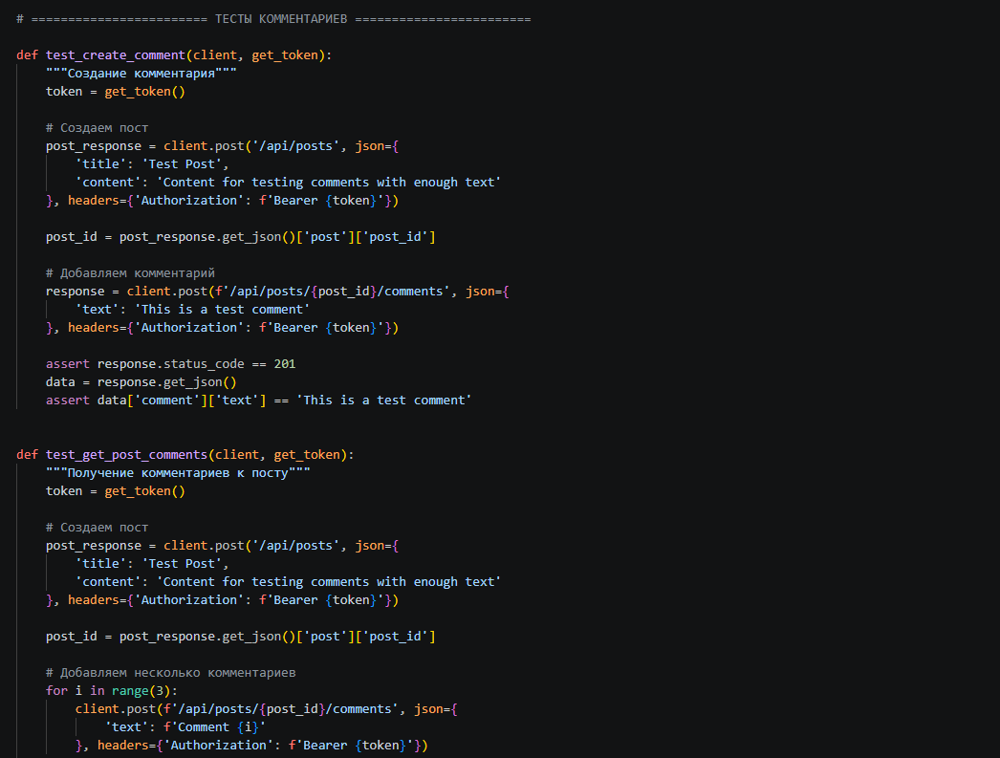 # ======================== ТЕСТЫ КОММЕНТАРИЕВ ========================
def test_create_comment(client, get_token):
    """Создание комментария"""
    token = get_token()
    # Создаем пост
    post_response = client.post('/api/posts', json={
        'title': 'Test Post',
        'content': 'Content for testing comments with enough text'
    }, headers={'Authorization': f'Bearer {token}'})
    post_id = post_response.get_json()['post']['post_id']
    # Добавляем комментарий
    response = client.post(f'/api/posts/{post_id}/comments', json={
        'text': 'This is a test comment'
    }, headers={'Authorization': f'Bearer {token}'})
    assert response.status_code == 201
    data = response.get_json()
    assert data['comment']['text'] == 'This is a test comment'
def test_get_post_comments(client, get_token):
    """Получение комментариев к посту"""
    token = get_token()
    # Создаем пост
    post_response = client.post('/api/posts', json={
        'title': 'Test Post',
        'content': 'Content for testing comments with enough text'
    }, headers={'Authorization': f'Bearer {token}'})
    post_id = post_response.get_json()['post']['post_id']
    # Добавляем несколько комментариев
    for i in range(3):
        client.post(f'/api/posts/{post_id}/comments', json={
            'text': f'Comment {i}'
        }, headers={'Authorization': f'Bearer {token}'})